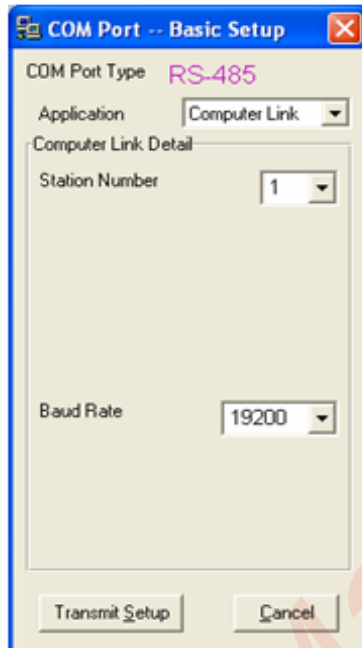 COM Port -- Basic Setup
COM Port Type RS-485
Application Computer Link
Computer Link Detail
Station Number 1
Baud Rate 19200
Transmit Setup Cancel